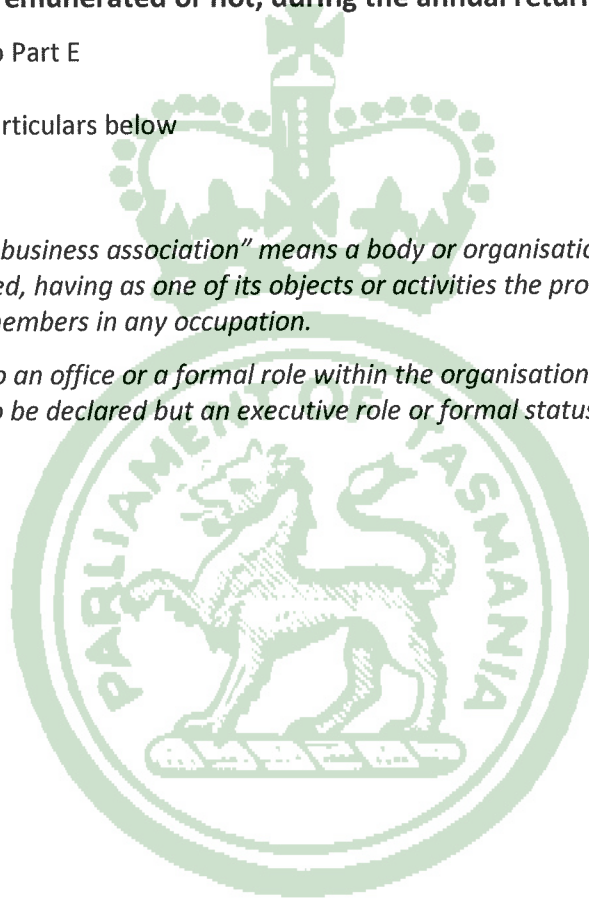 remunerated or not, during the annual return
o Part E
rticulars below
business association” means a body or organisatio
ed, having as one of its objects or activities the pro
nembers in any occupation.
o an office or a formal role within the organisation
o be declared but an executive role or formal status
PARLIAMENT OF TASMANIA